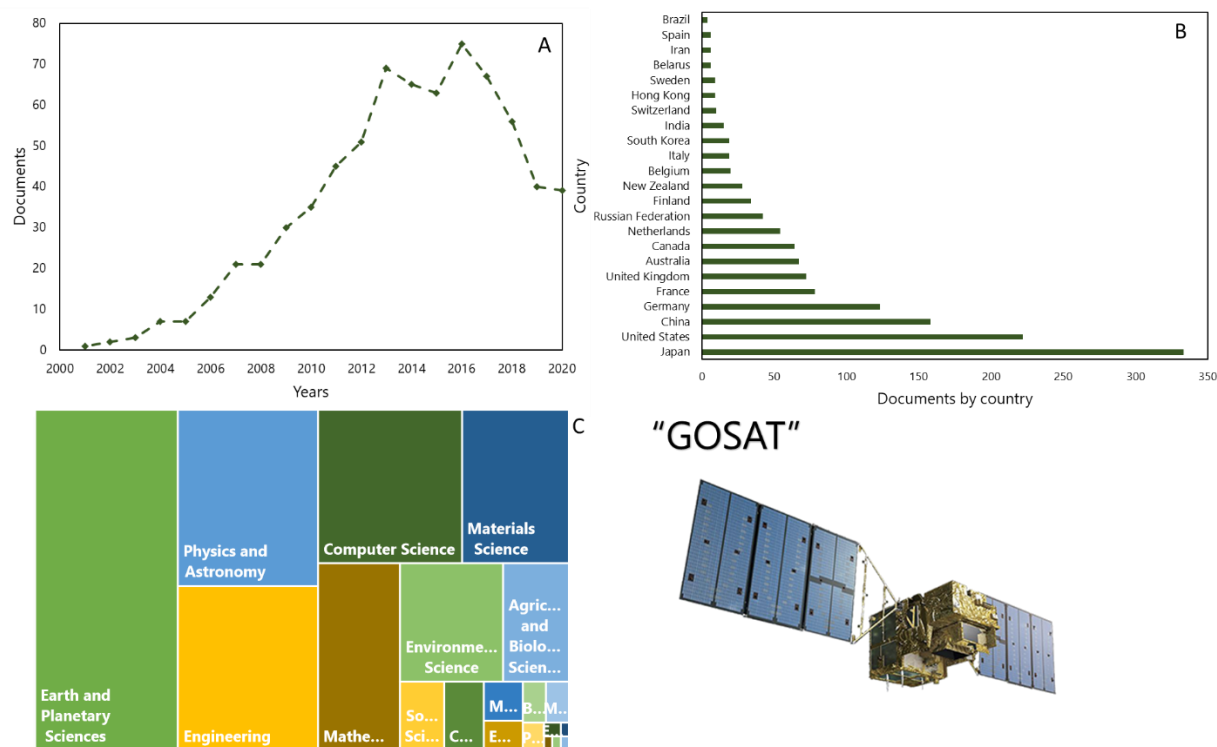 A
80
70
60
50
40
30
20
10
0
Documents
2000 2002 2004 2006 2008 2010 2012 2014 2016 2018 2020
Years
B
Country
Brazil
Spain
Iran
Belarus
Sweden
Hong Kong
Switzerland
India
South Korea
Italy
Belgium
New Zealand
Finland
Russian Federation
Netherlands
Canada
Australia
United Kingdom
France
Germany
China
United States
Japan
0 50 100 150 200 250 300 350
Documents by country
C
Earth and
Planetary
Sciences
Physics and
Astronomy
Engineering
Computer Science
Materials
Science
Mathe...
Environme...
Science
Agric...
and
Biolo...
Scien...
So...
Sci...
C...
M...
E...
B...
M...
P...
E...
"GOSAT"